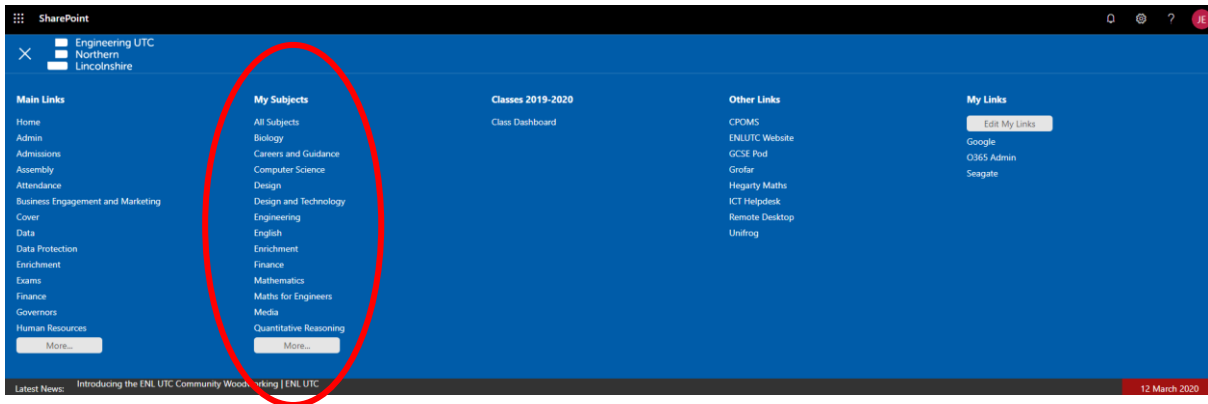 SharePoint
?
JE
Engineering UTC
Northern
Lincolnshire
Main Links
Home
Admin
Admissions
Assembly
Attendance
Business Engagement and Marketing
Cover
Data
Data Protection
Enrichment
Exams
Finance
Governors
Human Resources
More...
My Subjects
All Subjects
Biology
Careers and Guidance
Computer Science
Design
Design and Technology
Engineering
English
Enrichment
Finance
Mathematics
Maths for Engineers
Media
Quantitative Reasoning
More...
Classes 2019-2020
Class Dashboard
Other Links
CPOMS
ENLUTC Website
GCSE Pod
Grofar
Hegarty Maths
ICT Helpdesk
Remote Desktop
Unifrog
My Links
Edit My Links
Google
O365 Admin
Seagate
Latest News: Introducing the ENL UTC Community Woodworking | ENL UTC
12 March 2020